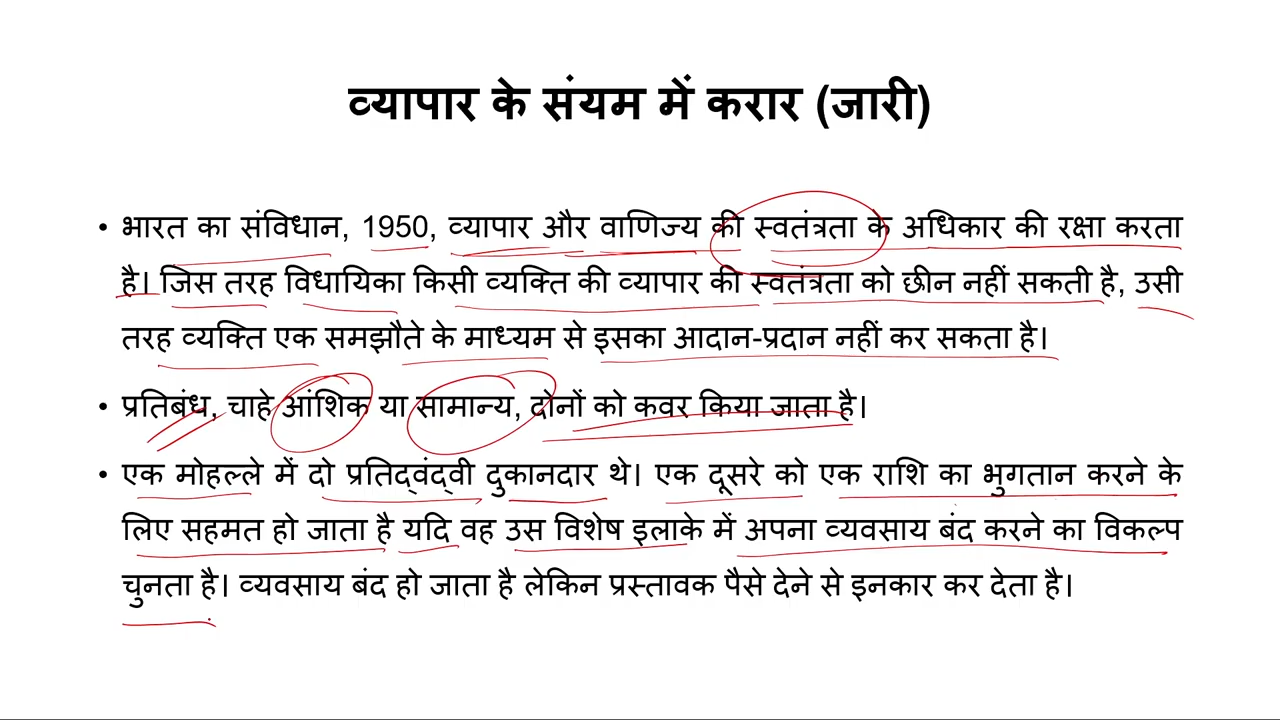 व्यापार के संयम में करार (जारी)
• भारत का संविधान, 1950, व्यापार और वाणिज्य की स्वतंत्रता के अधिकार की रक्षा करता
है। जिस तरह विधायिका किसी व्यक्ति की व्यापार की स्वतंत्रता को छीन नहीं सकती है, उसी
तरह व्यक्ति एक समझौते के माध्यम से इसका आदान-प्रदान नहीं कर सकता है।
• प्रतिबंध, चाहे आंशिक या सामान्य, दोनों को कवर किया जाता है।
• एक मोहल्ले में दो प्रतिद्वंद्वी दुकानदार थे। एक दूसरे को एक राशि का भुगतान करने के
लिए सहमत हो जाता है यदि वह उस विशेष इलाके में अपना व्यवसाय बंद करने का विकल्प
चुनता है। व्यवसाय बंद हो जाता है लेकिन प्रस्तावक पैसे देने से इनकार कर देता है।